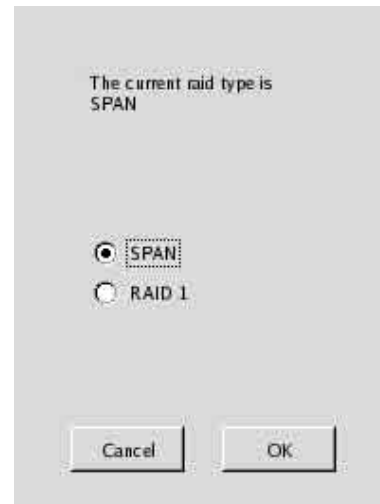 The current raid type is
SPAN
SPAN
RAID 1
Cancel
OK